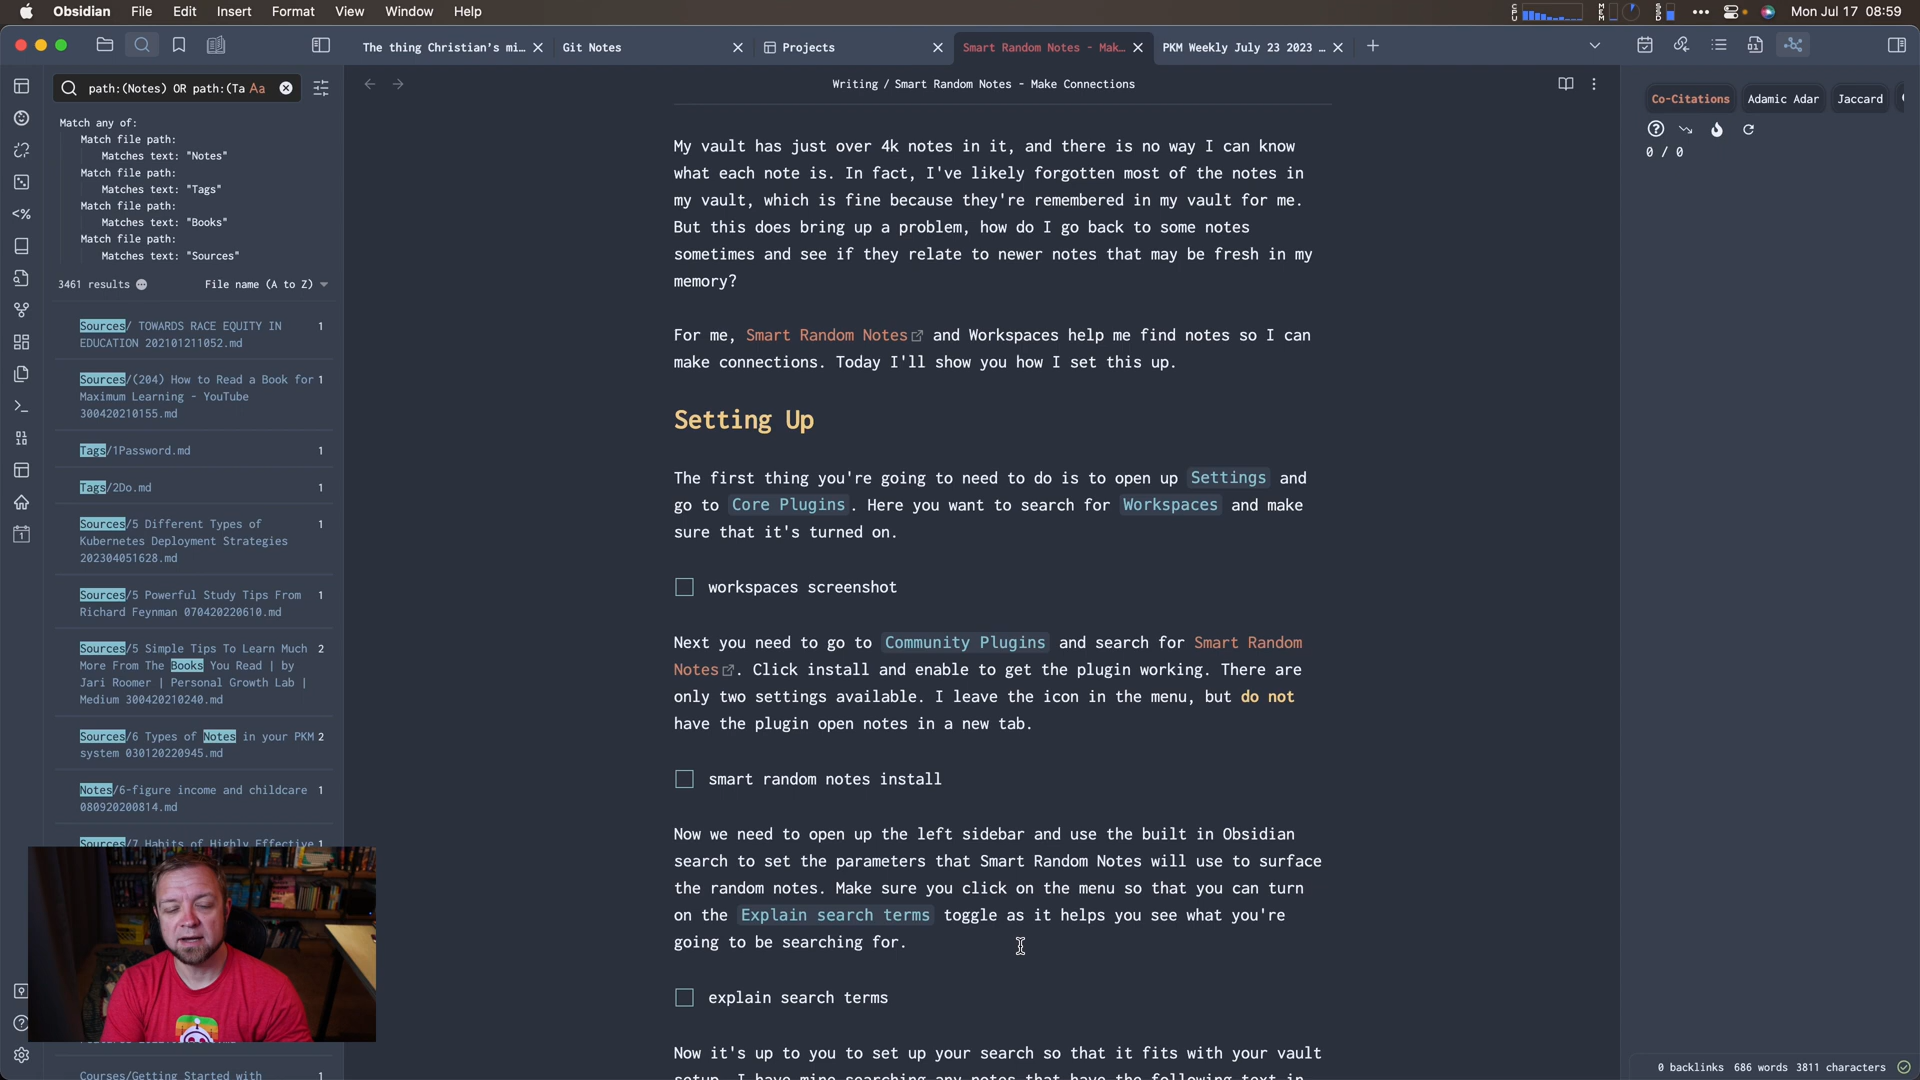 Obsidian File Edit Insert Format View Window Help
Mon Jul 17 08:59
The thing Christian's mi...
Git Notes
Projects
Smart Random Notes - Mak...
PKM Weekly July 23 2023 ...
path:(Notes) OR path:(Ta Aa
Match any of:
Match file path:
Matches text: "Notes"
Match file path:
Matches text: "Tags"
Match file path:
Matches text: "Books"
Match file path:
Matches text: "Sources"
3461 results
File name (A to Z)
Sources/ TOWARDS RACE EQUITY IN 1
EDUCATION 202101211052.md
Sources/(204) How to Read a Book for 1
Maximum Learning - YouTube
300420210155.md
Tags/1Password.md 1
Tags/2Do.md 1
Sources/5 Different Types of 1
Kubernetes Deployment Strategies
202304051628.md
Sources/5 Powerful Study Tips From 1
Richard Feynman 070420220610.md
Sources/5 Simple Tips To Learn Much 2
More From The Books You Read | by
Jari Roomer | Personal Growth Lab |
Medium 300420210240.md
Sources/6 Types of Notes in your PKM 2
system 030120220945.md
Notes/6-figure income and childcare 1
080920200814.md
Sources/7 Habits of Highly Effective 1
Courses/Getting Started with 1
Writing / Smart Random Notes - Make Connections
My vault has just over 4k notes in it, and there is no way I can know
what each note is. In fact, I've likely forgotten most of the notes in
my vault, which is fine because they're remembered in my vault for me.
But this does bring up a problem, how do I go back to some notes
sometimes and see if they relate to newer notes that may be fresh in my
memory?
For me, Smart Random Notes and Workspaces help me find notes so I can
make connections. Today I'll show you how I set this up.
Setting Up
The first thing you're going to need to do is to open up Settings and
go to Core Plugins. Here you want to search for Workspaces and make
sure that it's turned on.
workspaces screenshot
Next you need to go to Community Plugins and search for Smart Random
Notes. Click install and enable to get the plugin working. There are
only two settings available. I leave the icon in the menu, but do not
have the plugin open notes in a new tab.
smart random notes install
Now we need to open up the left sidebar and use the built in Obsidian
search to set the parameters that Smart Random Notes will use to surface
the random notes. Make sure you click on the menu so that you can turn
on the Explain search terms toggle as it helps you see what you're
going to be searching for.
explain search terms
Now it's up to you to set up your search so that it fits with your vault
setup. I have mine searching any notes that have the following text in
Co-Citations Adamic Adar Jaccard
0 / 0
0 backlinks 686 words 3811 characters